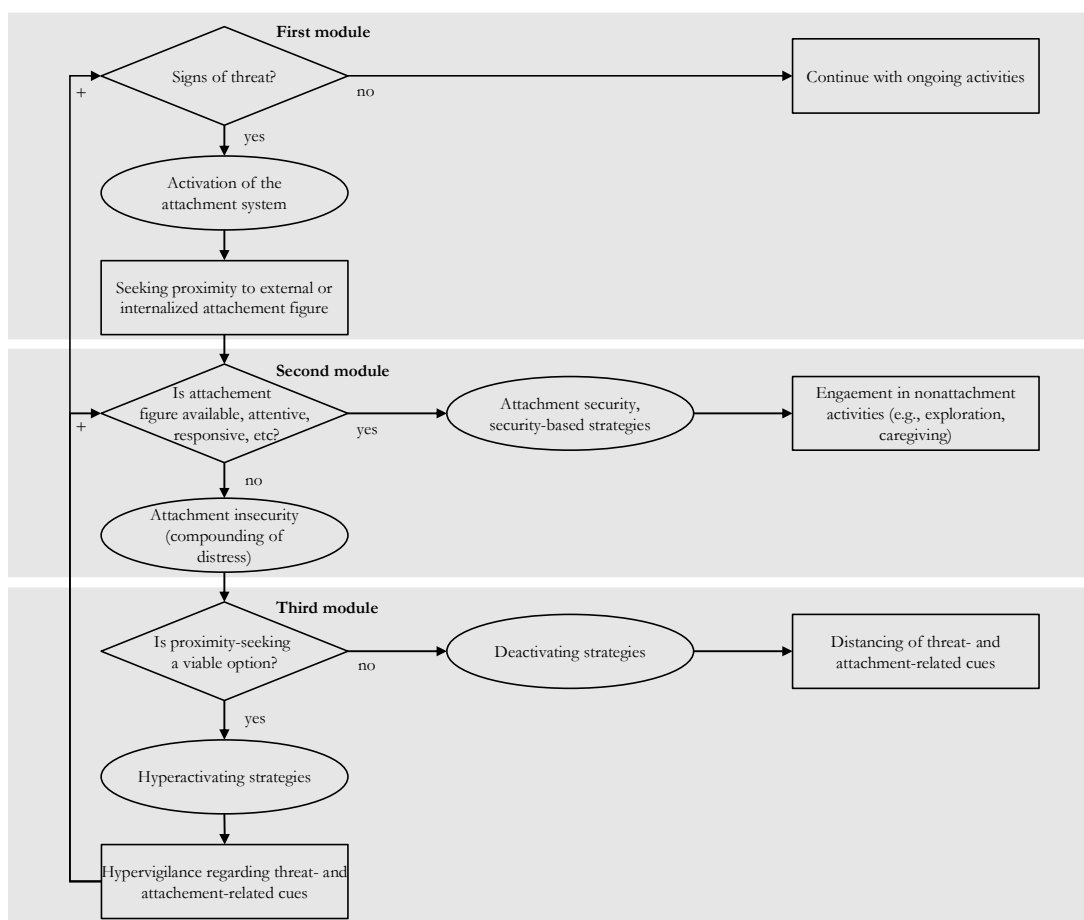 First module
Signs of threat?
no
Continue with ongoing activities
+
yes
Activation of the
attachment system
Seeking proximity to external or
internalized attachement figure
Second module
Is attachement
figure available, attentive,
responsive, etc?
+
yes
Attachment security,
security-based strategies
Engaement in nonattachment
activities (e.g., exploration,
caregiving)
no
Attachment insecurity
(compounding of
distress)
Third module
Is proximity-seeking
a viable option?
no
Deactivating strategies
Distancing of threat- and
attachment-related cues
yes
Hyperactivating strategies
Hypervigilance regarding threat- and
attachement-related cues